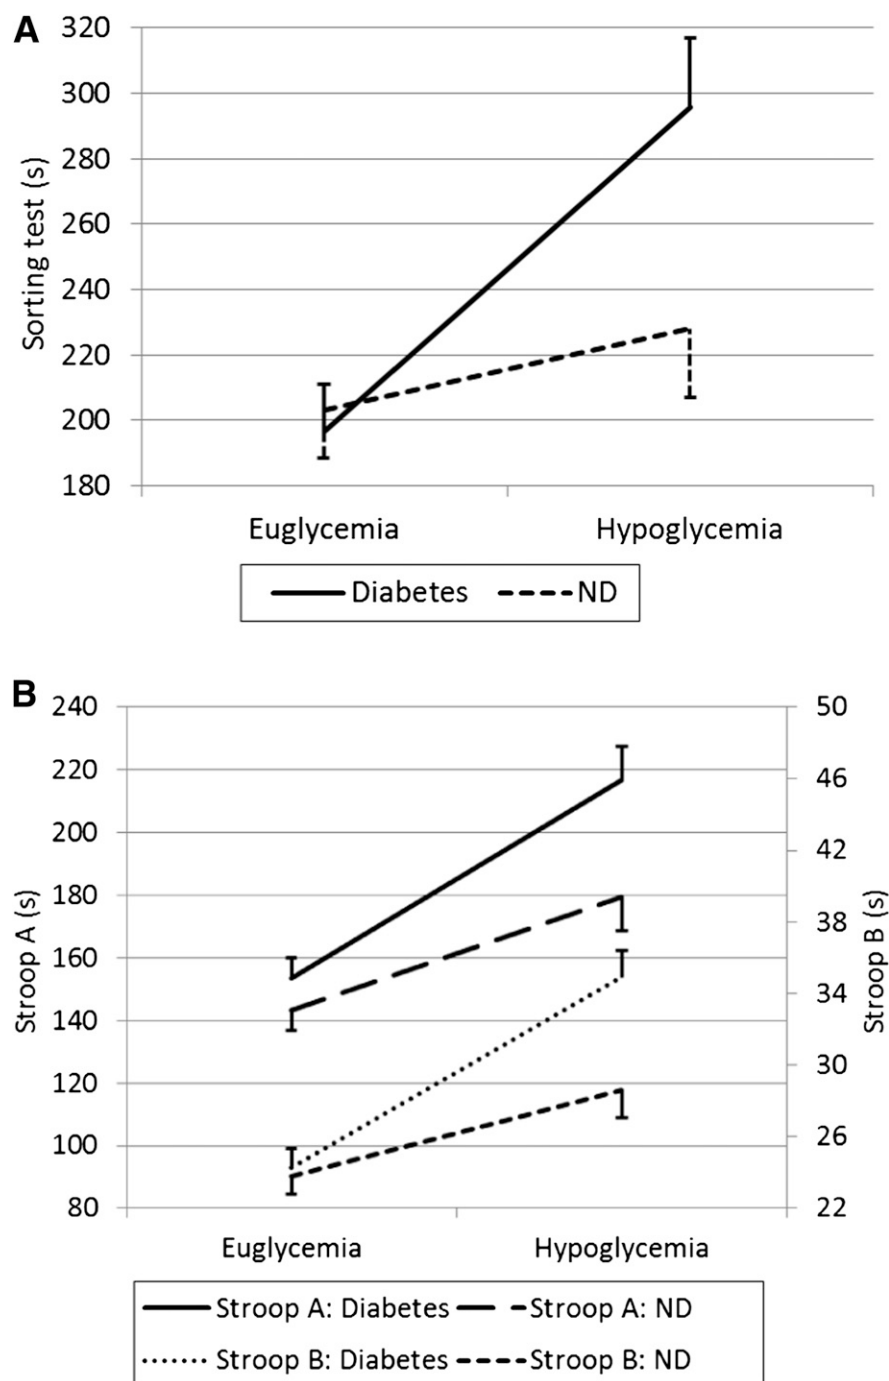 A
320
300
280
260
240
220
200
180
Sorting test (s)
Euglycemia Hypoglycemia
Diabetes ND
B
240
220
200
180
160
140
120
100
80
Stroop A (s)
50
46
42
38
34
30
26
22
Stroop B (s)
Euglycemia Hypoglycemia
Stroop A: Diabetes Stroop A: ND
Stroop B: Diabetes Stroop B: ND